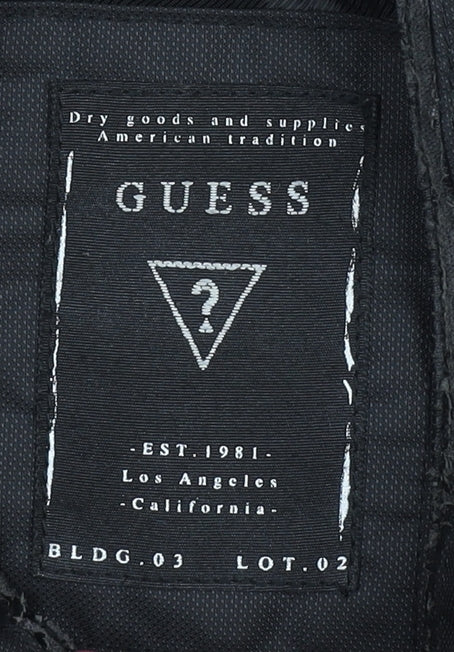 Dry goods and supplies
American tradition
GUESS
?
-EST.1981-
Los Angeles
-California-
BLDG.03 LOT.02